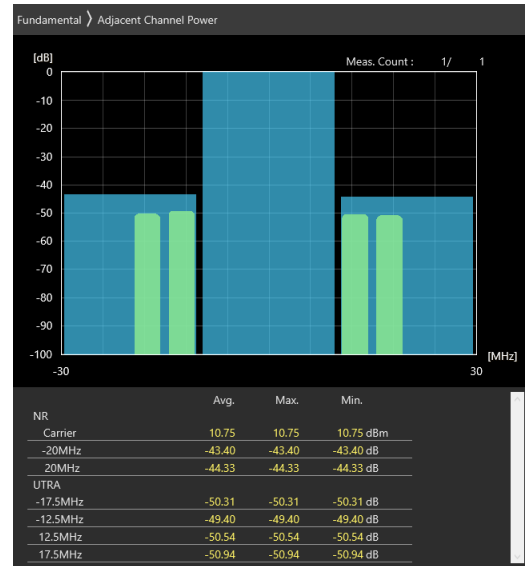 Fundamental 〉 Adjacent Channel Power
[dB]
Meas. Count : 1/ 1
0
-10
-20
-30
-40
-50
-60
-70
-80
-90
-100
[MHz]
-30 30
Avg. Max. Min.
NR
Carrier 10.75 10.75 10.75 dBm
-20MHz -43.40 -43.40 -43.40 dB
20MHz -44.33 -44.33 -44.33 dB
UTRA
-17.5MHz -50.31 -50.31 -50.31 dB
-12.5MHz -49.40 -49.40 -49.40 dB
12.5MHz -50.54 -50.54 -50.54 dB
17.5MHz -50.94 -50.94 -50.94 dB